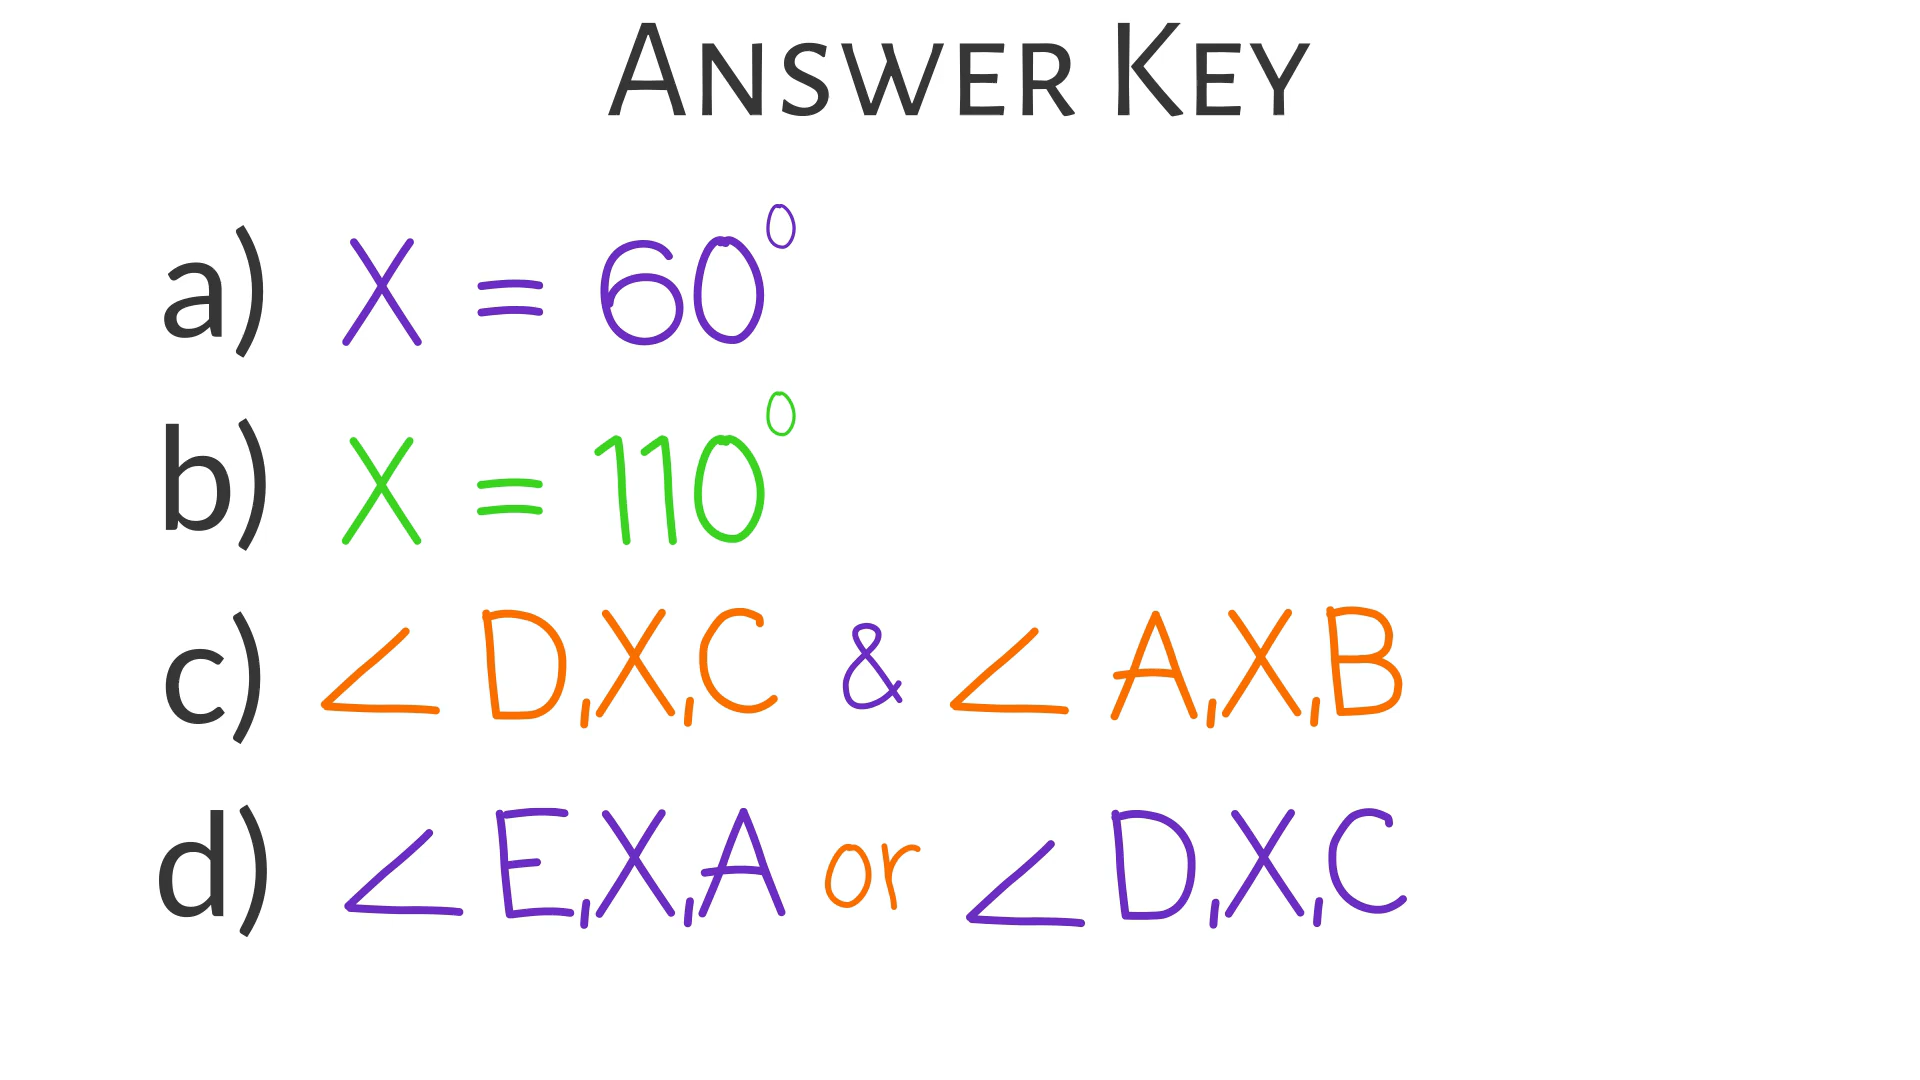 Answer Key
a) X = 60°
b) X = 110°
c) ∠ D,X,C & ∠ A,X,B
d) ∠ E,X,A or ∠ D,X,C